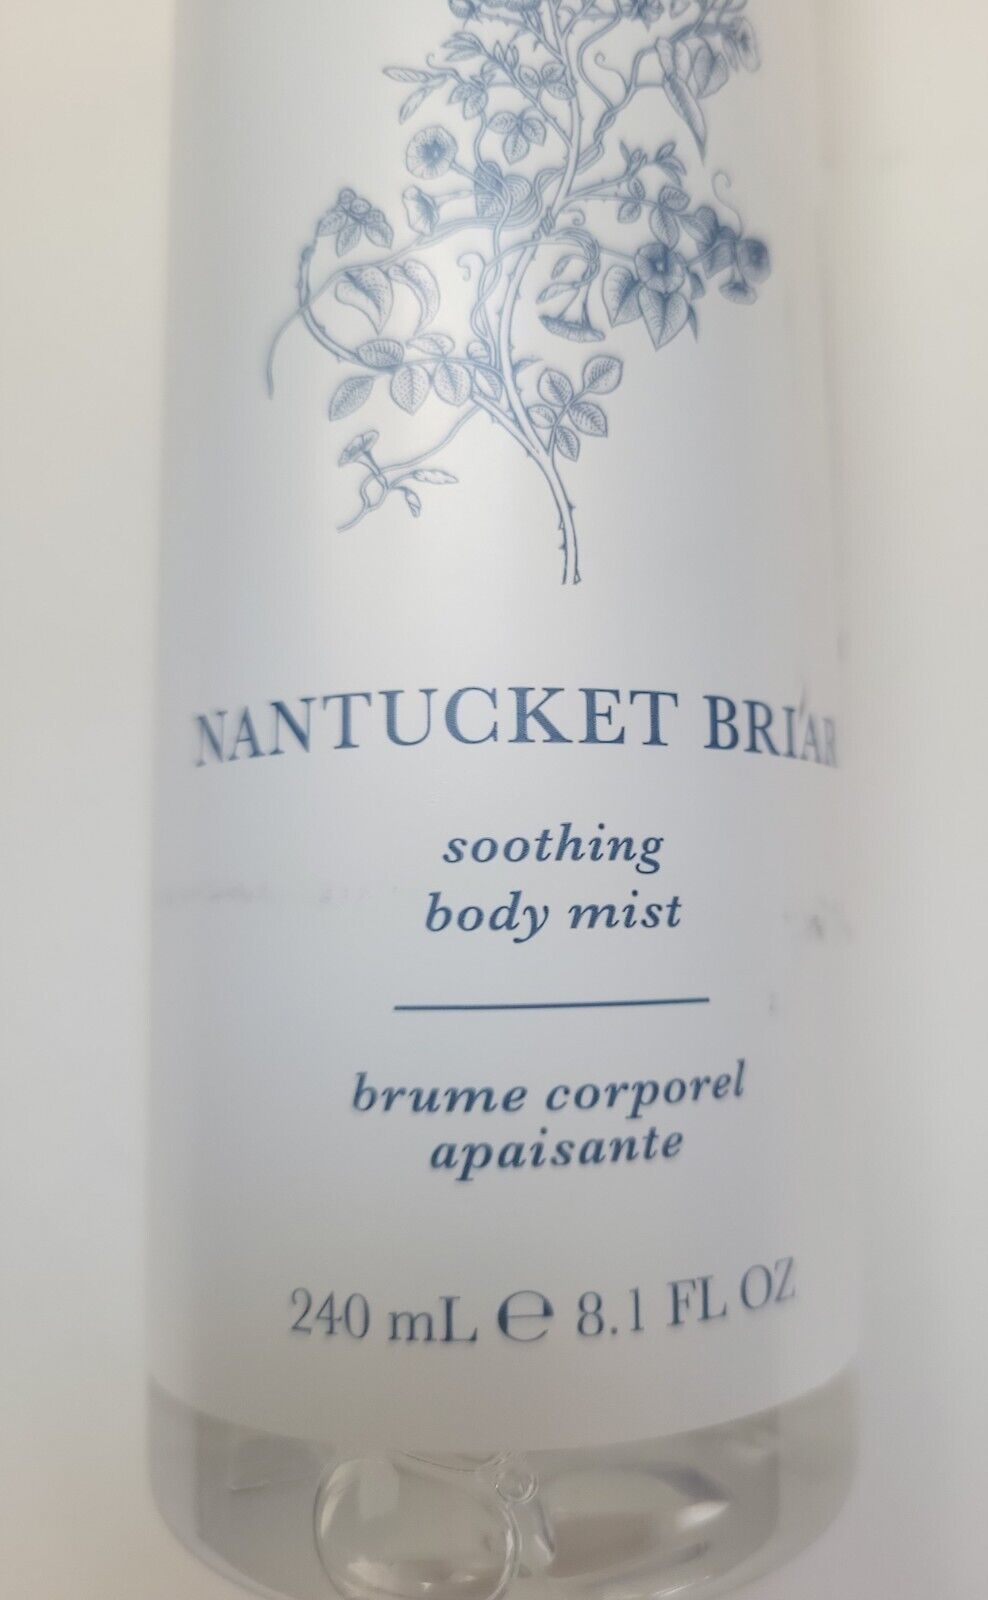 NANTUCKET BRIAR
soothing
body mist
brume corporel
apaisante
240 mL ℮ 8.1 FL OZ